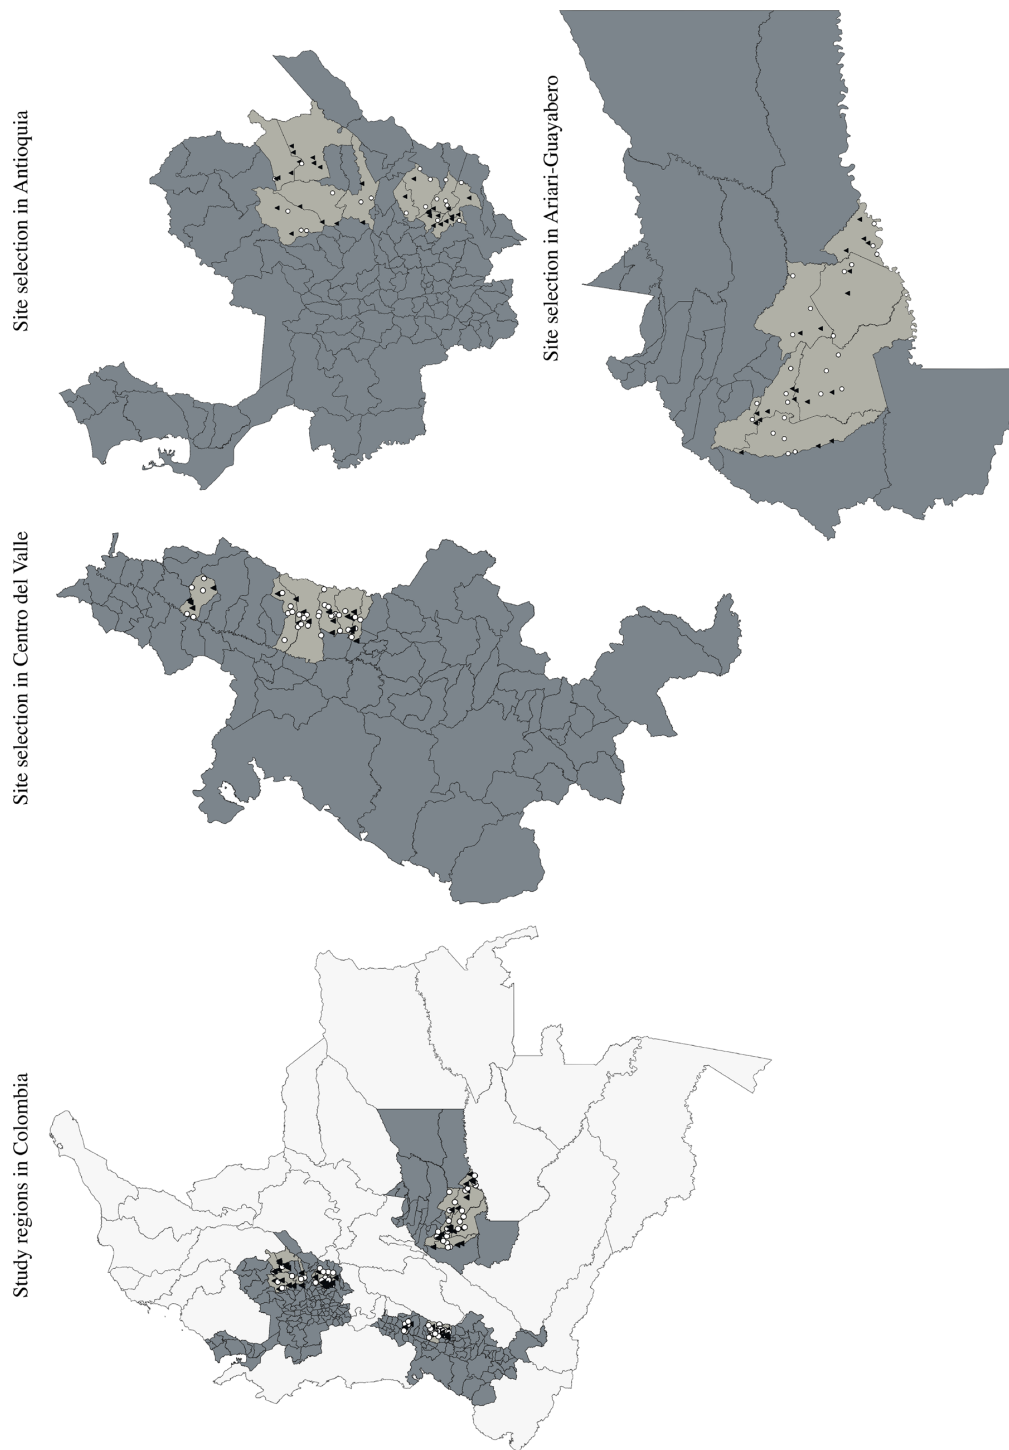 Study regions in Colombia
Site selection in Centro del Valle
Site selection in Antioquia
Site selection in Ariari-Guayabero